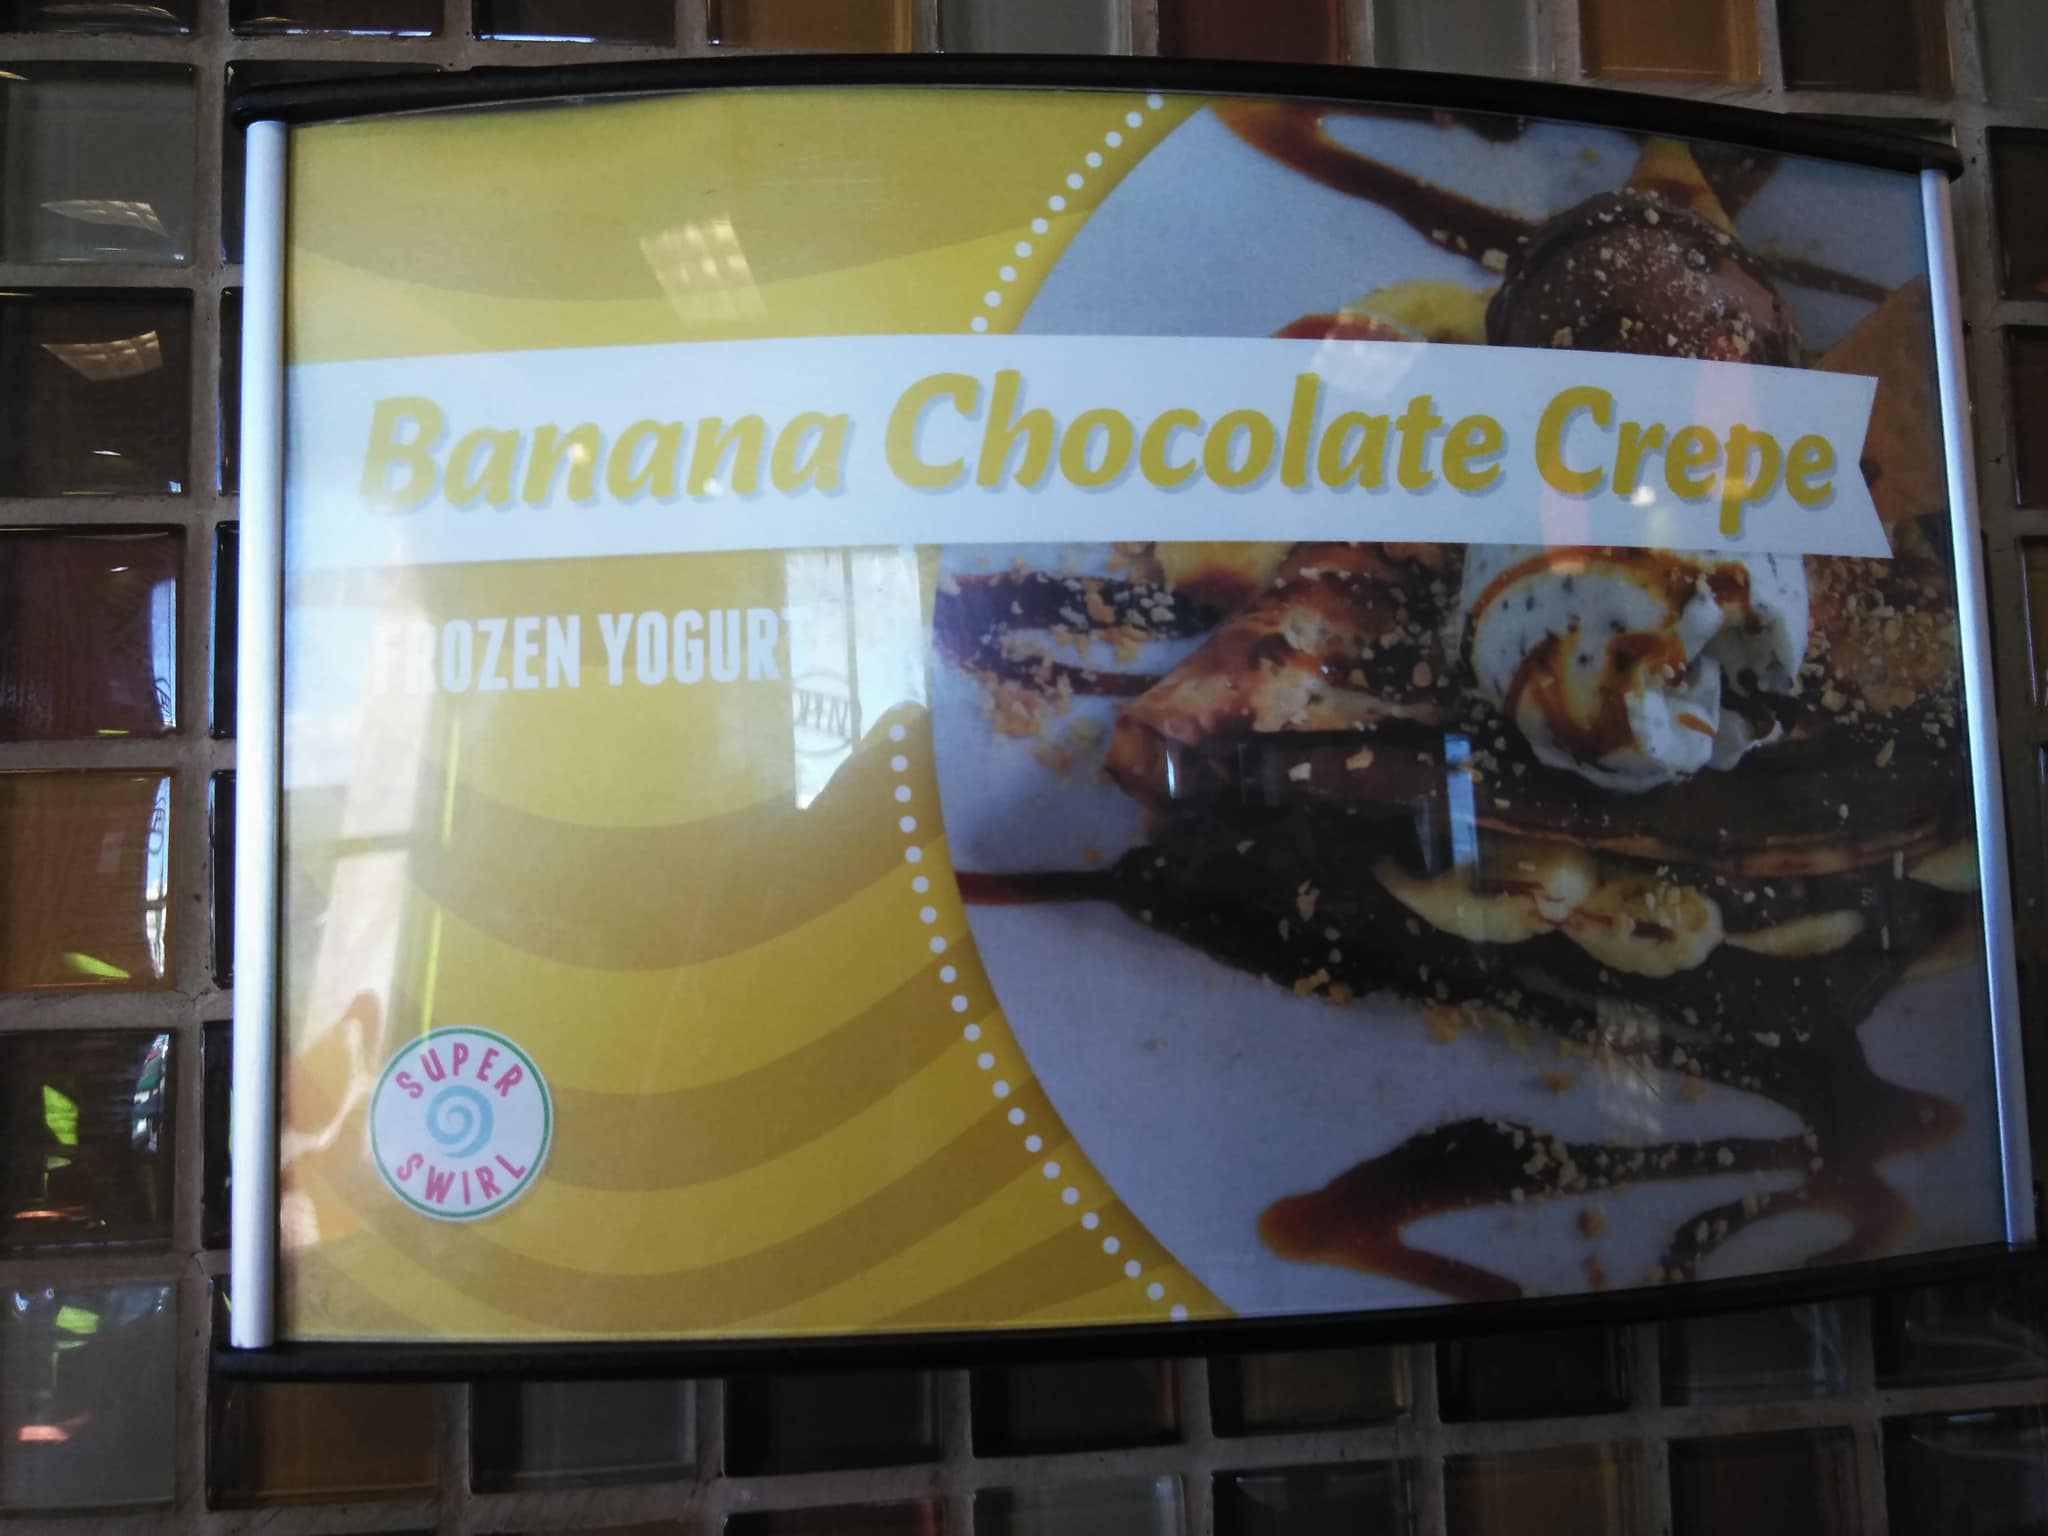 Banana Chocolate Crepe
FROZEN YOGURT
SUPER
SWIRL